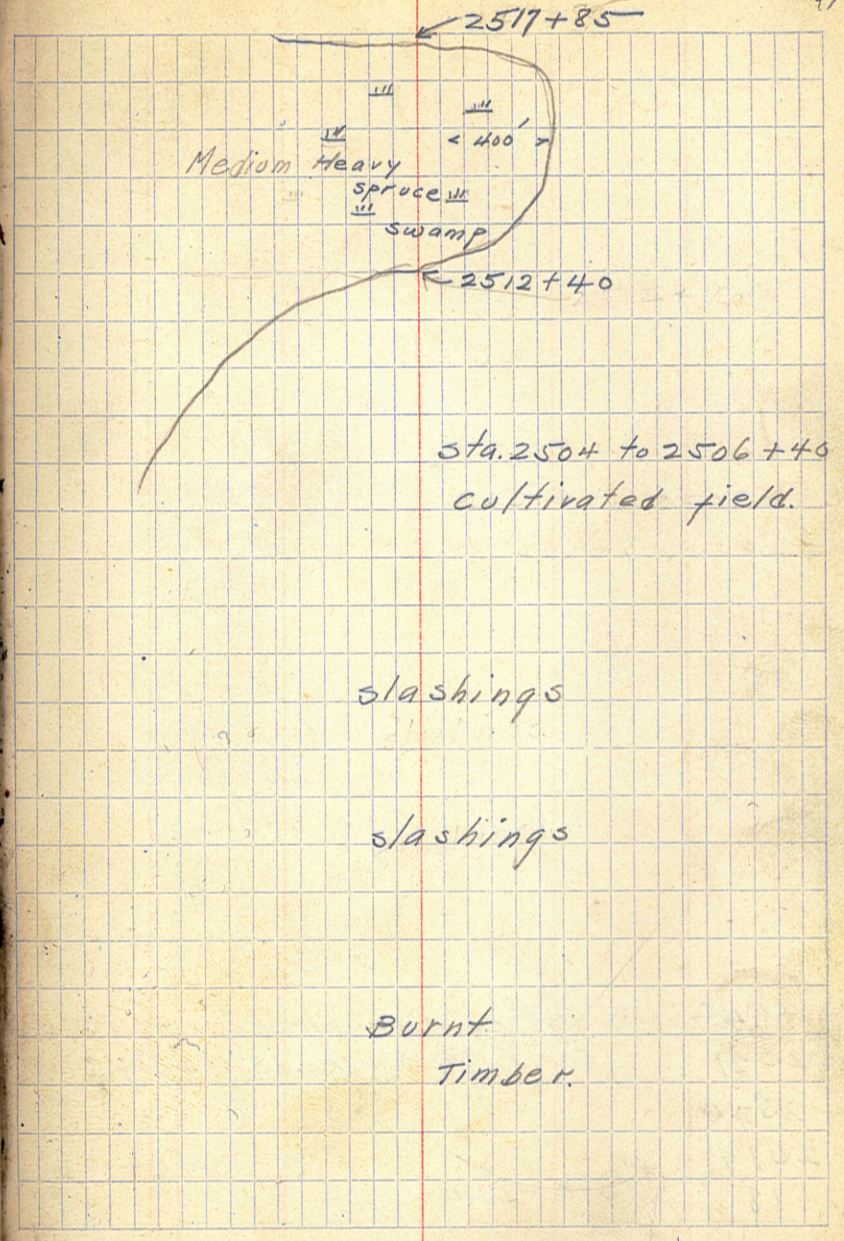 2517+85
< 400' >
Medium Heavy
spruce
swamp
2512+40
sta. 2504 to 2506+40
cultivated field.
slashings
slashings
Burnt
Timber.